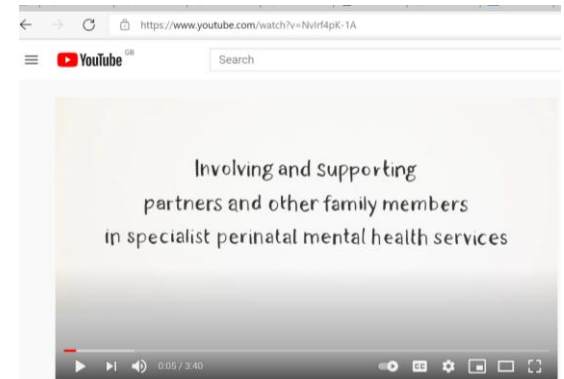 https://www.youtube.com/watch?v=NvIrf4pK-1A
YouTube GB
Search
Involving and supporting
partners and other family members
in specialist perinatal mental health services
0:05 / 3:40
CC